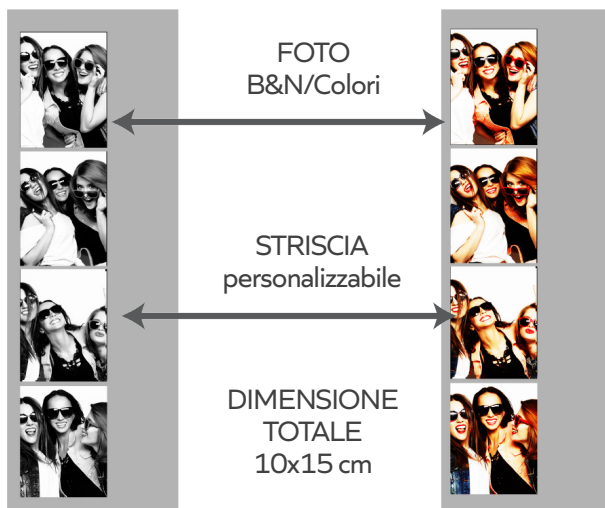 FOTO
B&N/Colori
STRISCIA
personalizzabile
DIMENSIONE
TOTALE
10x15 cm